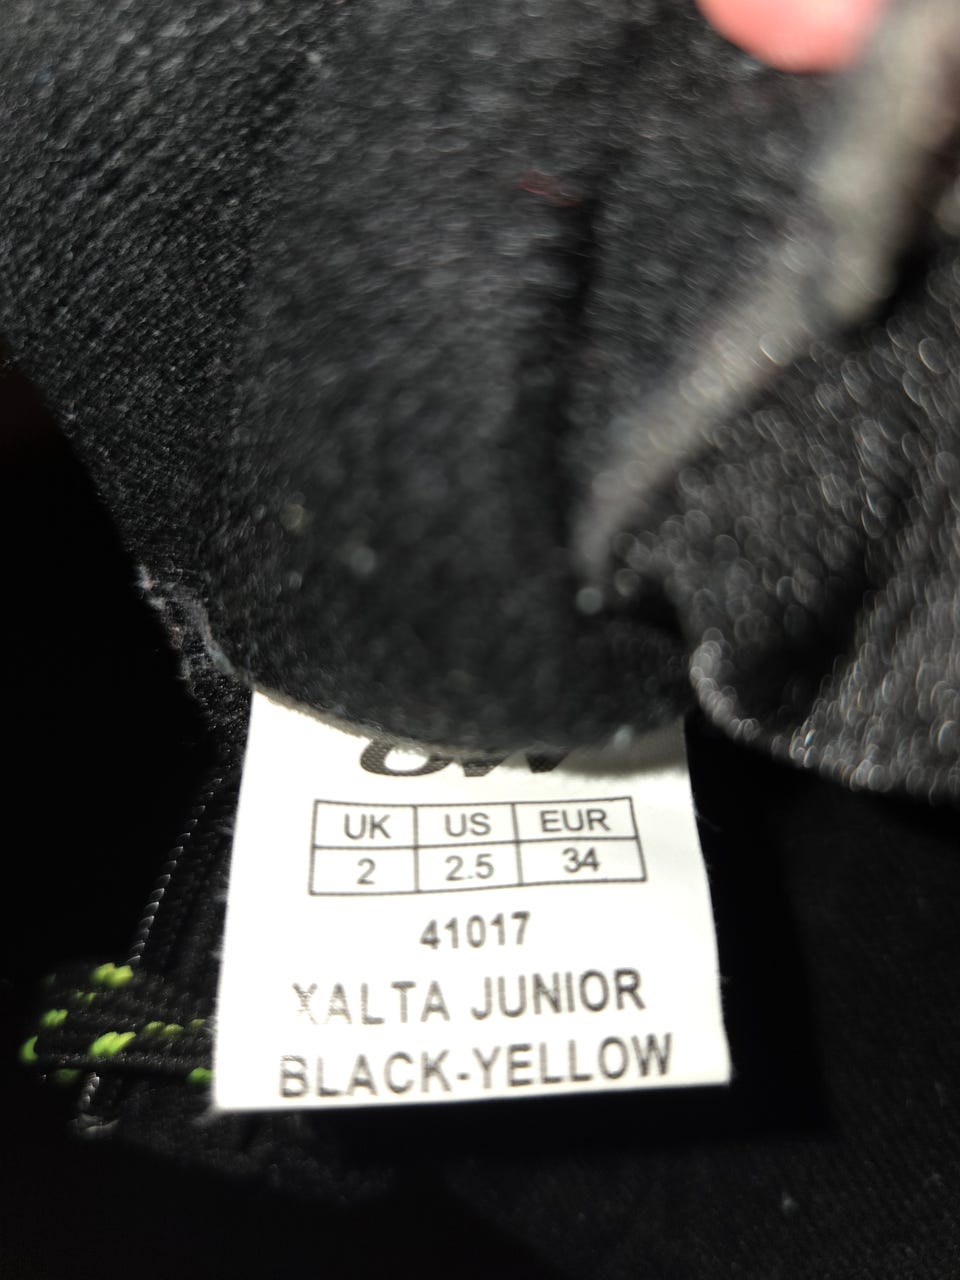 UK US EUR
2 2.5 34
41017
XALTA JUNIOR
BLACK-YELLOW